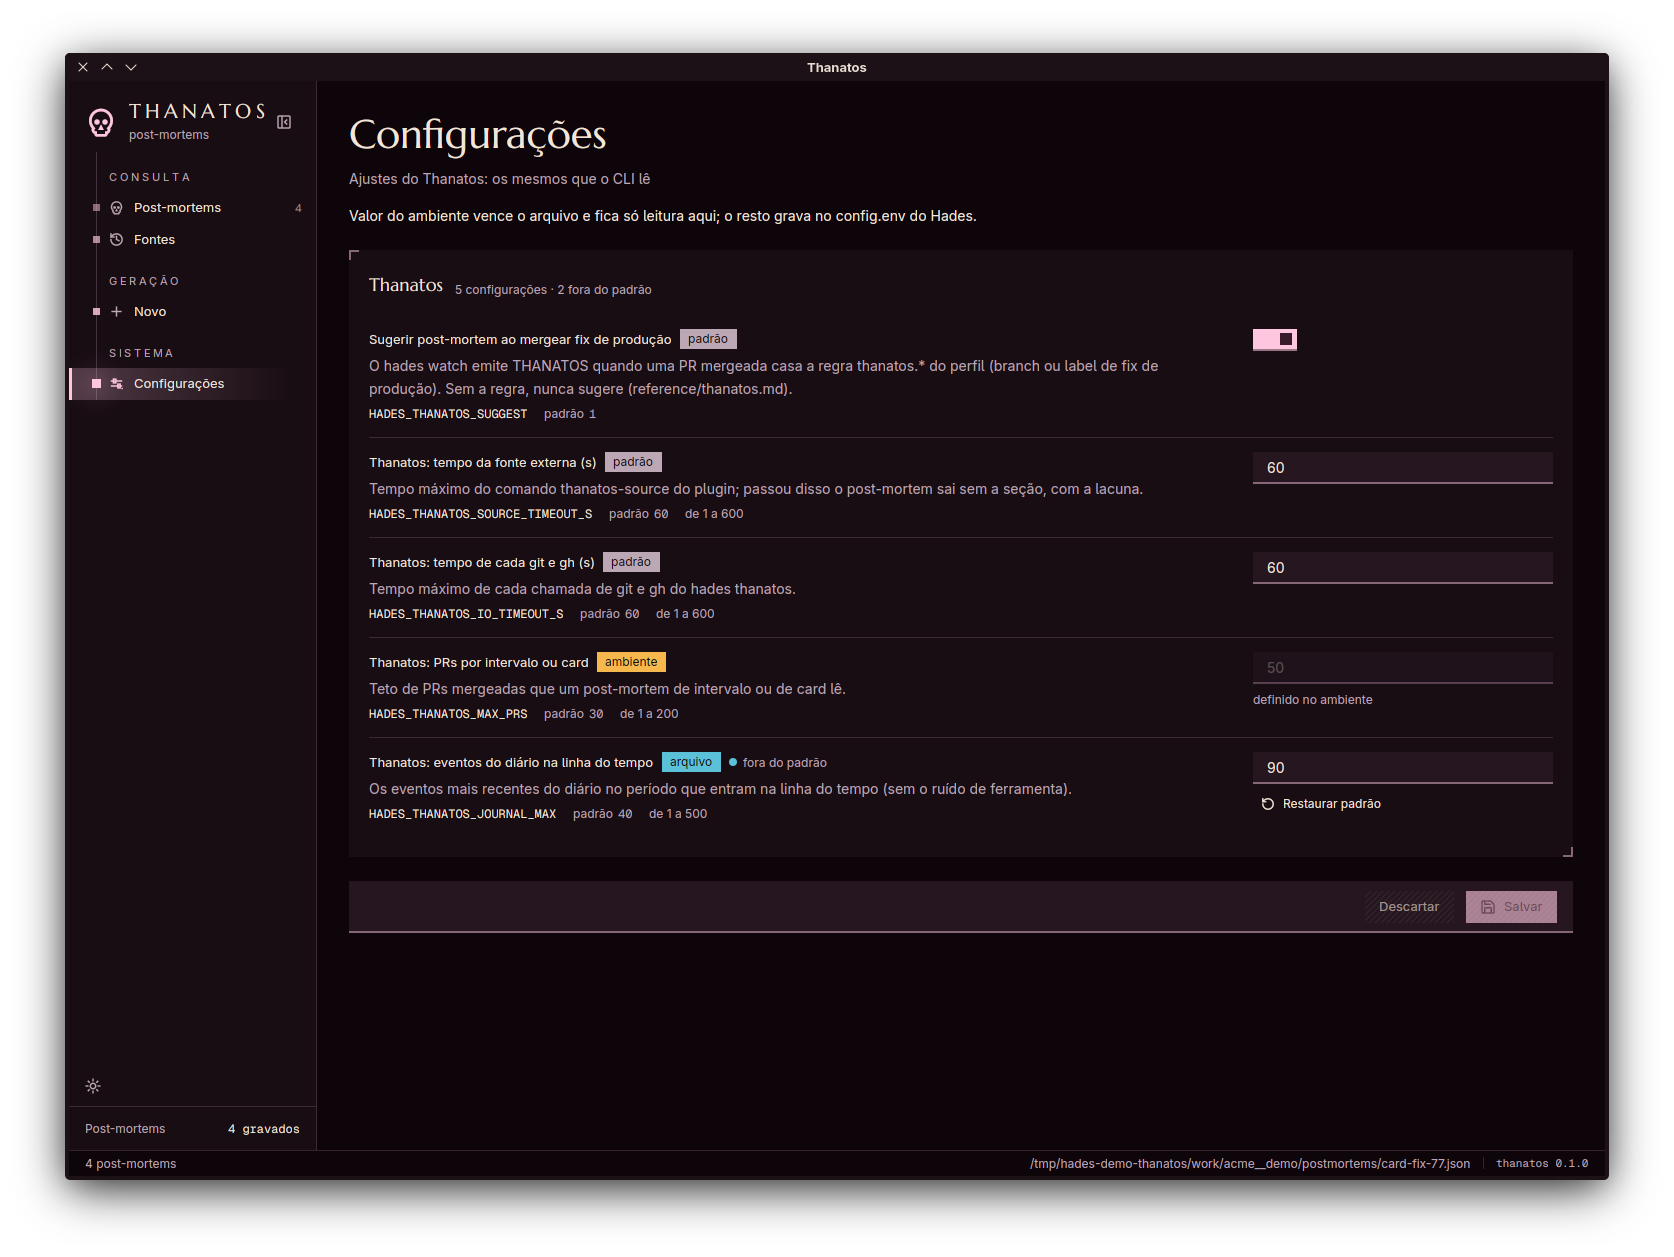 Thanatos
THANATOS
post-mortems
CONSULTA
Post-mortems 4
Fontes
GERAÇÃO
Novo
SISTEMA
Configurações
Post-mortems 4 gravados
Configurações
Ajustes do Thanatos: os mesmos que o CLI lê
Valor do ambiente vence o arquivo e fica só leitura aqui; o resto grava no config.env do Hades.
Thanatos 5 configurações · 2 fora do padrão
Sugerir post-mortem ao mergear fix de produção padrão
O hades watch emite THANATOS quando uma PR mergeada casa a regra thanatos.* do perfil (branch ou label de fix de
produção). Sem a regra, nunca sugere (reference/thanatos.md).
HADES_THANATOS_SUGGEST padrão 1
Thanatos: tempo da fonte externa (s) padrão
60
Tempo máximo do comando thanatos-source do plugin; passou disso o post-mortem sai sem a seção, com a lacuna.
HADES_THANATOS_SOURCE_TIMEOUT_S padrão 60 de 1 a 600
Thanatos: tempo de cada git e gh (s) padrão
60
Tempo máximo de cada chamada de git e gh do hades thanatos.
HADES_THANATOS_IO_TIMEOUT_S padrão 60 de 1 a 600
Thanatos: PRs por intervalo ou card ambiente
50
Teto de PRs mergeadas que um post-mortem de intervalo ou de card lê.
definido no ambiente
HADES_THANATOS_MAX_PRS padrão 30 de 1 a 200
Thanatos: eventos do diário na linha do tempo arquivo fora do padrão
90
Os eventos mais recentes do diário no período que entram na linha do tempo (sem o ruído de ferramenta).
Restaurar padrão
HADES_THANATOS_JOURNAL_MAX padrão 40 de 1 a 500
Descartar Salvar
4 post-mortems /tmp/hades-demo-thanatos/work/acme__demo/postmortems/card-fix-77.json thanatos 0.1.0